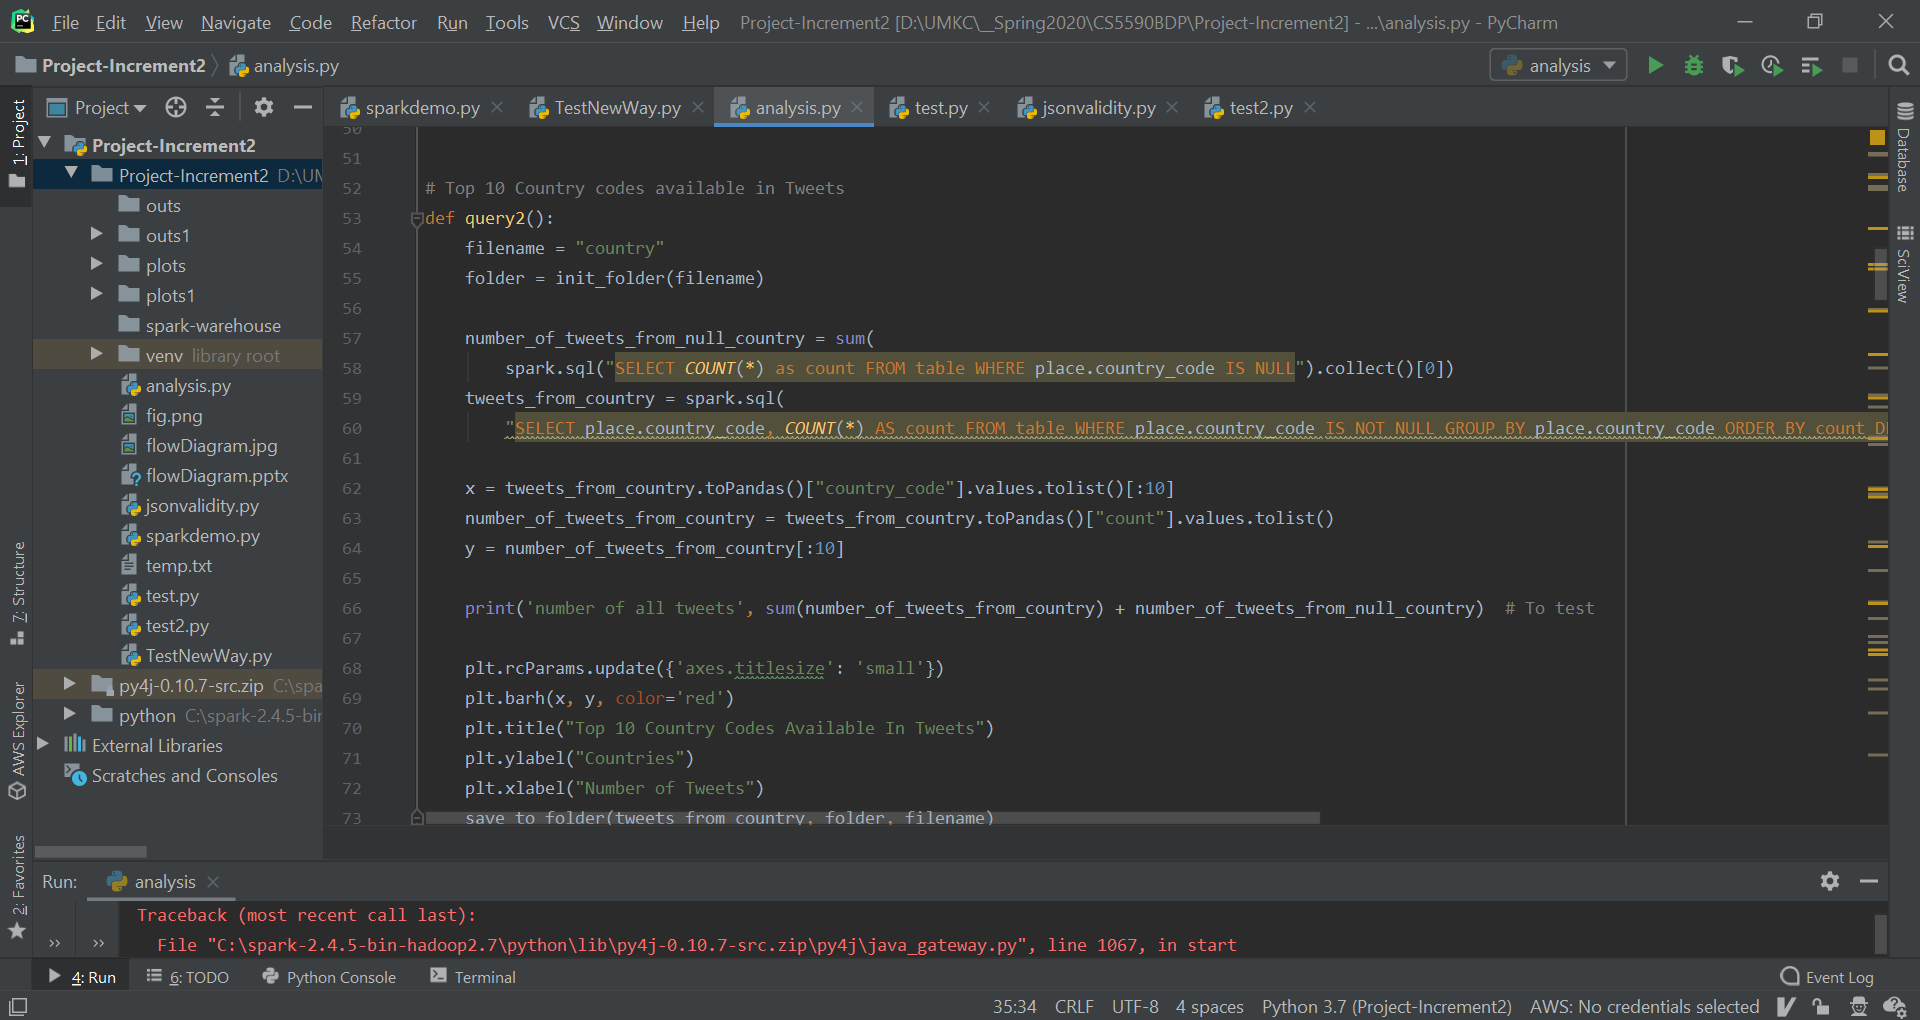 File Edit View Navigate Code Refactor Run Tools VCS Window Help Project-Increment2 [D:\UMKC\__Spring2020\CS5590BDP\Project-Increment2] - ...\analysis.py - PyCharm
Project-Increment2 analysis.py analysis
Project sparkdemo.py TestNewWay.py analysis.py test.py jsonvalidity.py test2.py
1: Project
7: Structure
AWS Explorer
2: Favorites
Project-Increment2
Project-Increment2 D:\UM
outs
outs1
plots
plots1
spark-warehouse
venv library root
analysis.py
fig.png
flowDiagram.jpg
flowDiagram.pptx
jsonvalidity.py
sparkdemo.py
temp.txt
test.py
test2.py
TestNewWay.py
py4j-0.10.7-src.zip C:\spa
python C:\spark-2.4.5-bin
External Libraries
Scratches and Consoles
50
51
52 # Top 10 Country codes available in Tweets
53 def query2():
54 filename = "country"
55 folder = init_folder(filename)
56
57 number_of_tweets_from_null_country = sum(
58 spark.sql("SELECT COUNT(*) as count FROM table WHERE place.country_code IS NULL").collect()[0])
59 tweets_from_country = spark.sql(
60 "SELECT place.country_code, COUNT(*) AS count FROM table WHERE place.country_code IS NOT NULL GROUP BY place.country_code ORDER BY count D
61
62 x = tweets_from_country.toPandas()["country_code"].values.tolist()[:10]
63 number_of_tweets_from_country = tweets_from_country.toPandas()["count"].values.tolist()
64 y = number_of_tweets_from_country[:10]
65
66 print('number of all tweets', sum(number_of_tweets_from_country) + number_of_tweets_from_null_country) # To test
67
68 plt.rcParams.update({'axes.titlesize': 'small'})
69 plt.barh(x, y, color='red')
70 plt.title("Top 10 Country Codes Available In Tweets")
71 plt.ylabel("Countries")
72 plt.xlabel("Number of Tweets")
73 save_to_folder(tweets_from_country, folder, filename)
Database
SciView
Run: analysis
Traceback (most recent call last):
File "C:\spark-2.4.5-bin-hadoop2.7\python\lib\py4j-0.10.7-src.zip\py4j\java_gateway.py", line 1067, in start
4: Run 6: TODO Python Console Terminal Event Log
35:34 CRLF UTF-8 4 spaces Python 3.7 (Project-Increment2) AWS: No credentials selected